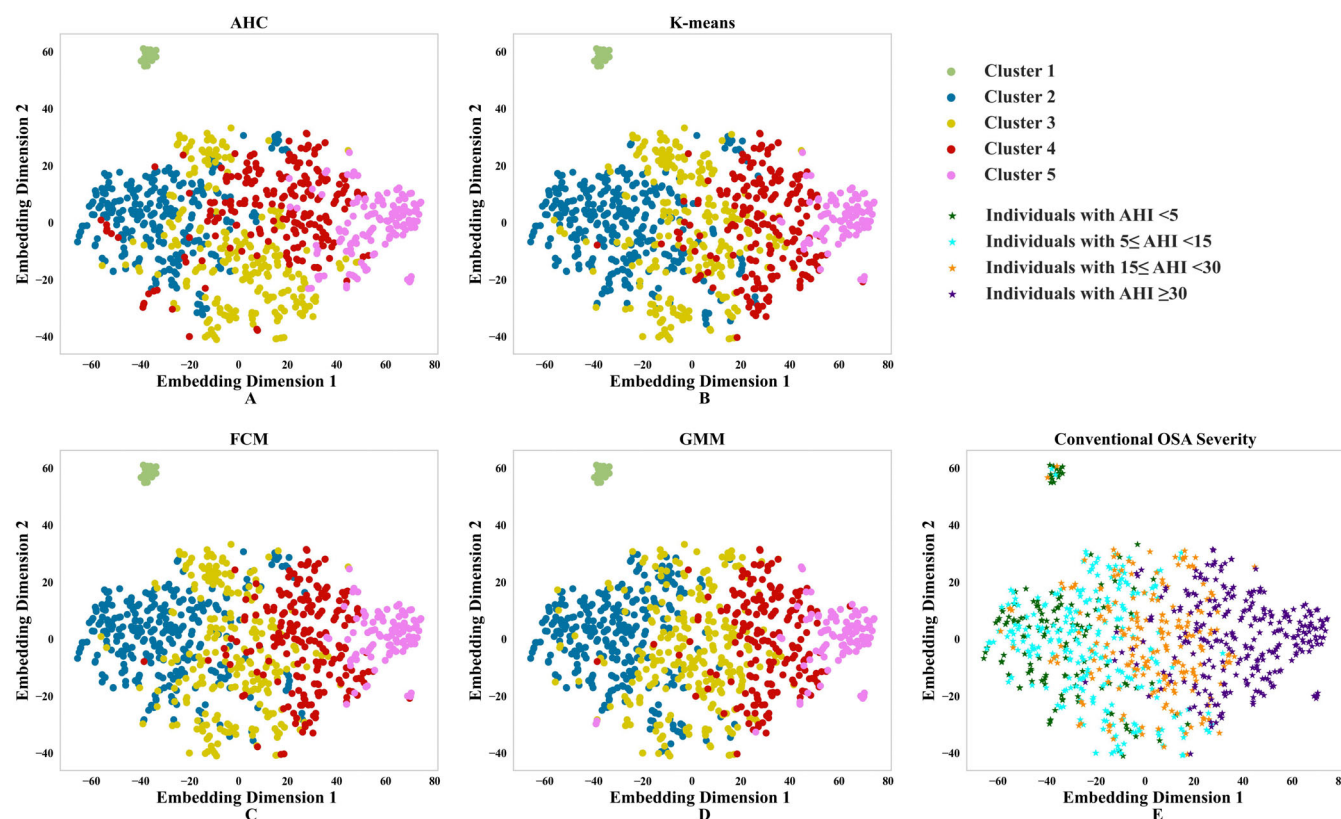 AHC
K-means
60
40
20
0
−20
−40
−60 −40 −20 0 20 40 60 80
Embedding Dimension 2
Embedding Dimension 1
A
60
40
20
0
−20
−40
−60 −40 −20 0 20 40 60 80
Embedding Dimension 2
Embedding Dimension 1
B
Cluster 1
Cluster 2
Cluster 3
Cluster 4
Cluster 5
Individuals with AHI <5
Individuals with 5≤ AHI <15
Individuals with 15≤ AHI <30
Individuals with AHI ≥30
FCM
GMM
Conventional OSA Severity
60
40
20
0
−20
−40
−60 −40 −20 0 20 40 60 80
Embedding Dimension 2
Embedding Dimension 1
C
60
40
20
0
−20
−40
−60 −40 −20 0 20 40 60 80
Embedding Dimension 2
Embedding Dimension 1
D
60
40
20
0
−20
−40
−60 −40 −20 0 20 40 60
Embedding Dimension 2
Embedding Dimension 1
E